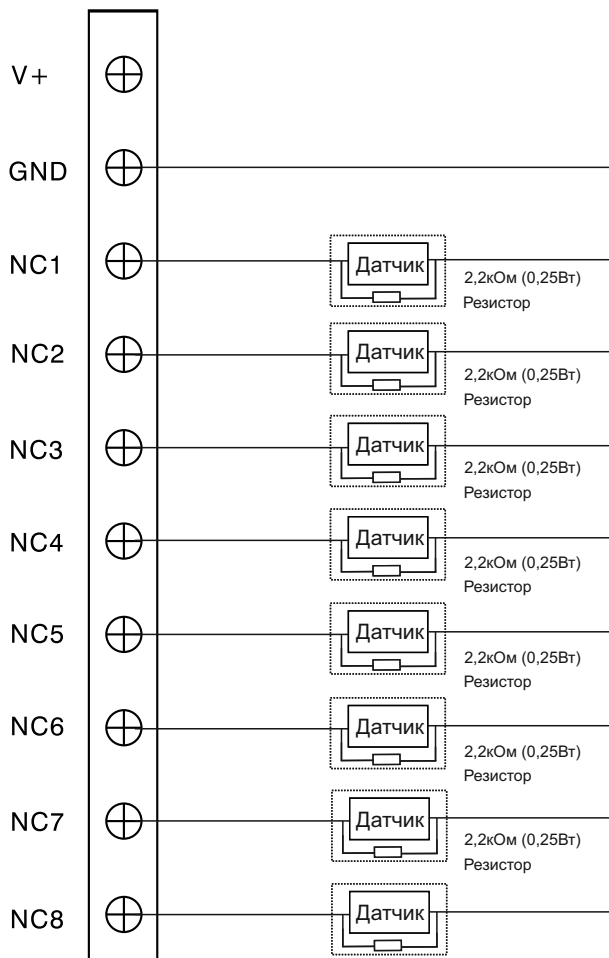 V+
GND
NC1
Датчик
2,2кОм (0,25Вт)
Резистор
NC2
Датчик
2,2кОм (0,25Вт)
Резистор
NC3
Датчик
2,2кОм (0,25Вт)
Резистор
NC4
Датчик
2,2кОм (0,25Вт)
Резистор
NC5
Датчик
2,2кОм (0,25Вт)
Резистор
NC6
Датчик
2,2кОм (0,25Вт)
Резистор
NC7
Датчик
2,2кОм (0,25Вт)
Резистор
NC8
Датчик